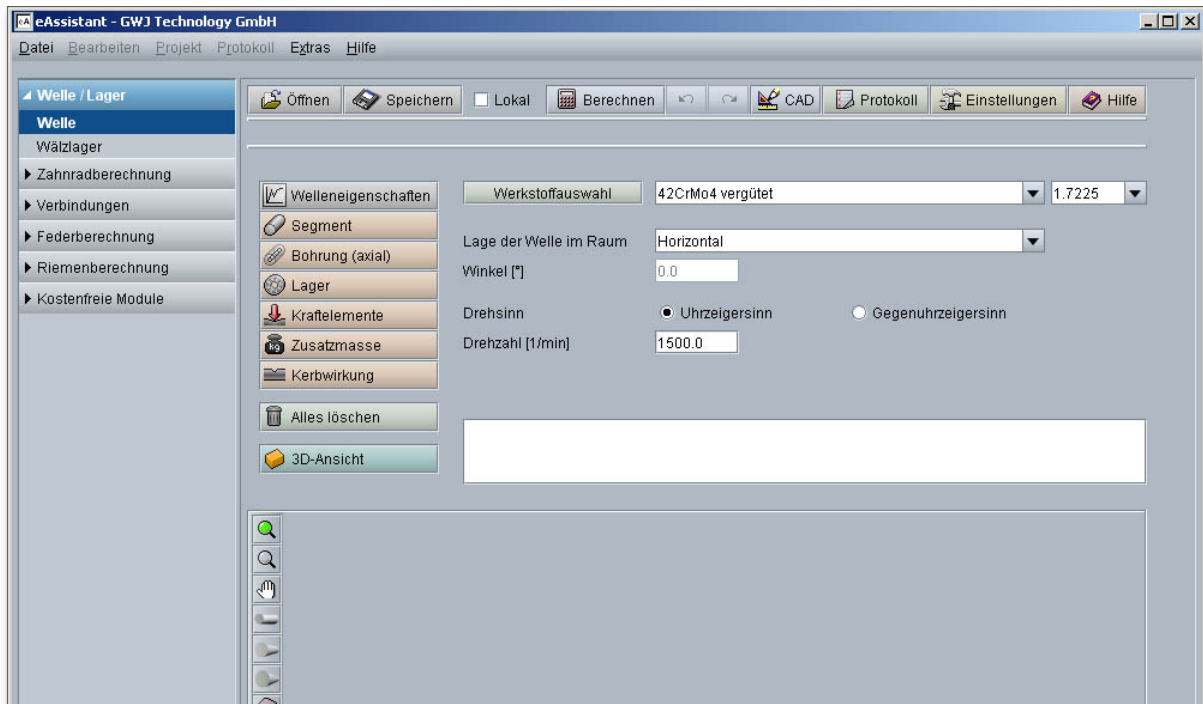 eA eAssistant - GWJ Technology GmbH
Datei Bearbeiten Projekt Protokoll Extras Hilfe
Welle / Lager
Welle
Wälzlager
Zahnradberechnung
Verbindungen
Federberechnung
Riemenberechnung
Kostenfreie Module
Öffnen Speichern Lokal Berechnen CAD Protokoll Einstellungen Hilfe
Welleneigenschaften
Segment
Bohrung (axial)
Lager
Kraftelemente
kg Zusatzmasse
Kerbwirkung
Alles löschen
3D-Ansicht
Werkstoffauswahl 42CrMo4 vergütet 1.7225
Lage der Welle im Raum Horizontal
Winkel [°] 0.0
Drehsinn Uhrzeigersinn Gegenuhrzeigersinn
Drehzahl [1/min] 1500.0